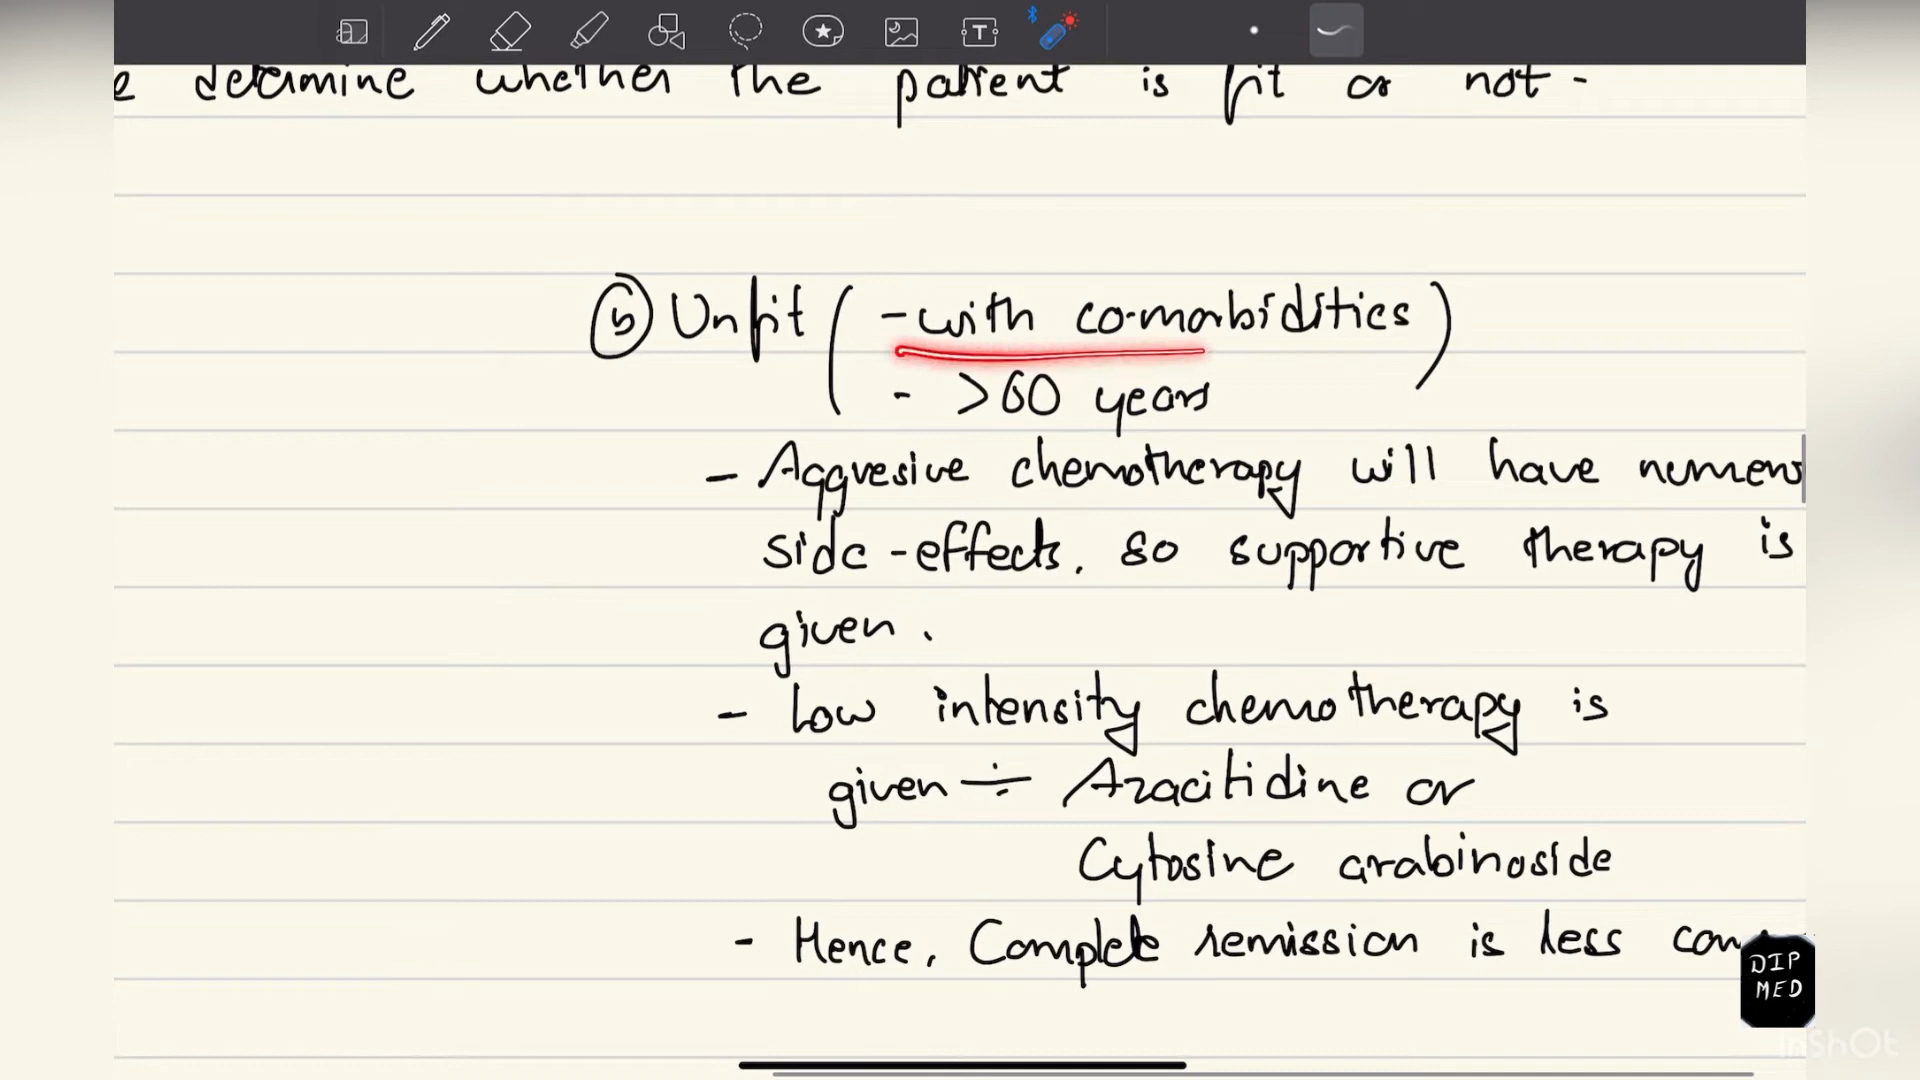 determine whether the patient is fit or not -
(b) Unfit ( - with co-morbidities )
- >60 years
- Aggresive chemotherapy will have
side-effects. so supportive therapy is
given.
- Low intensity chemotherapy is
given ÷ Azacitidine or
Cytosine arabinoside
- Hence, Complete remission is less
DIP
MED
InShOt